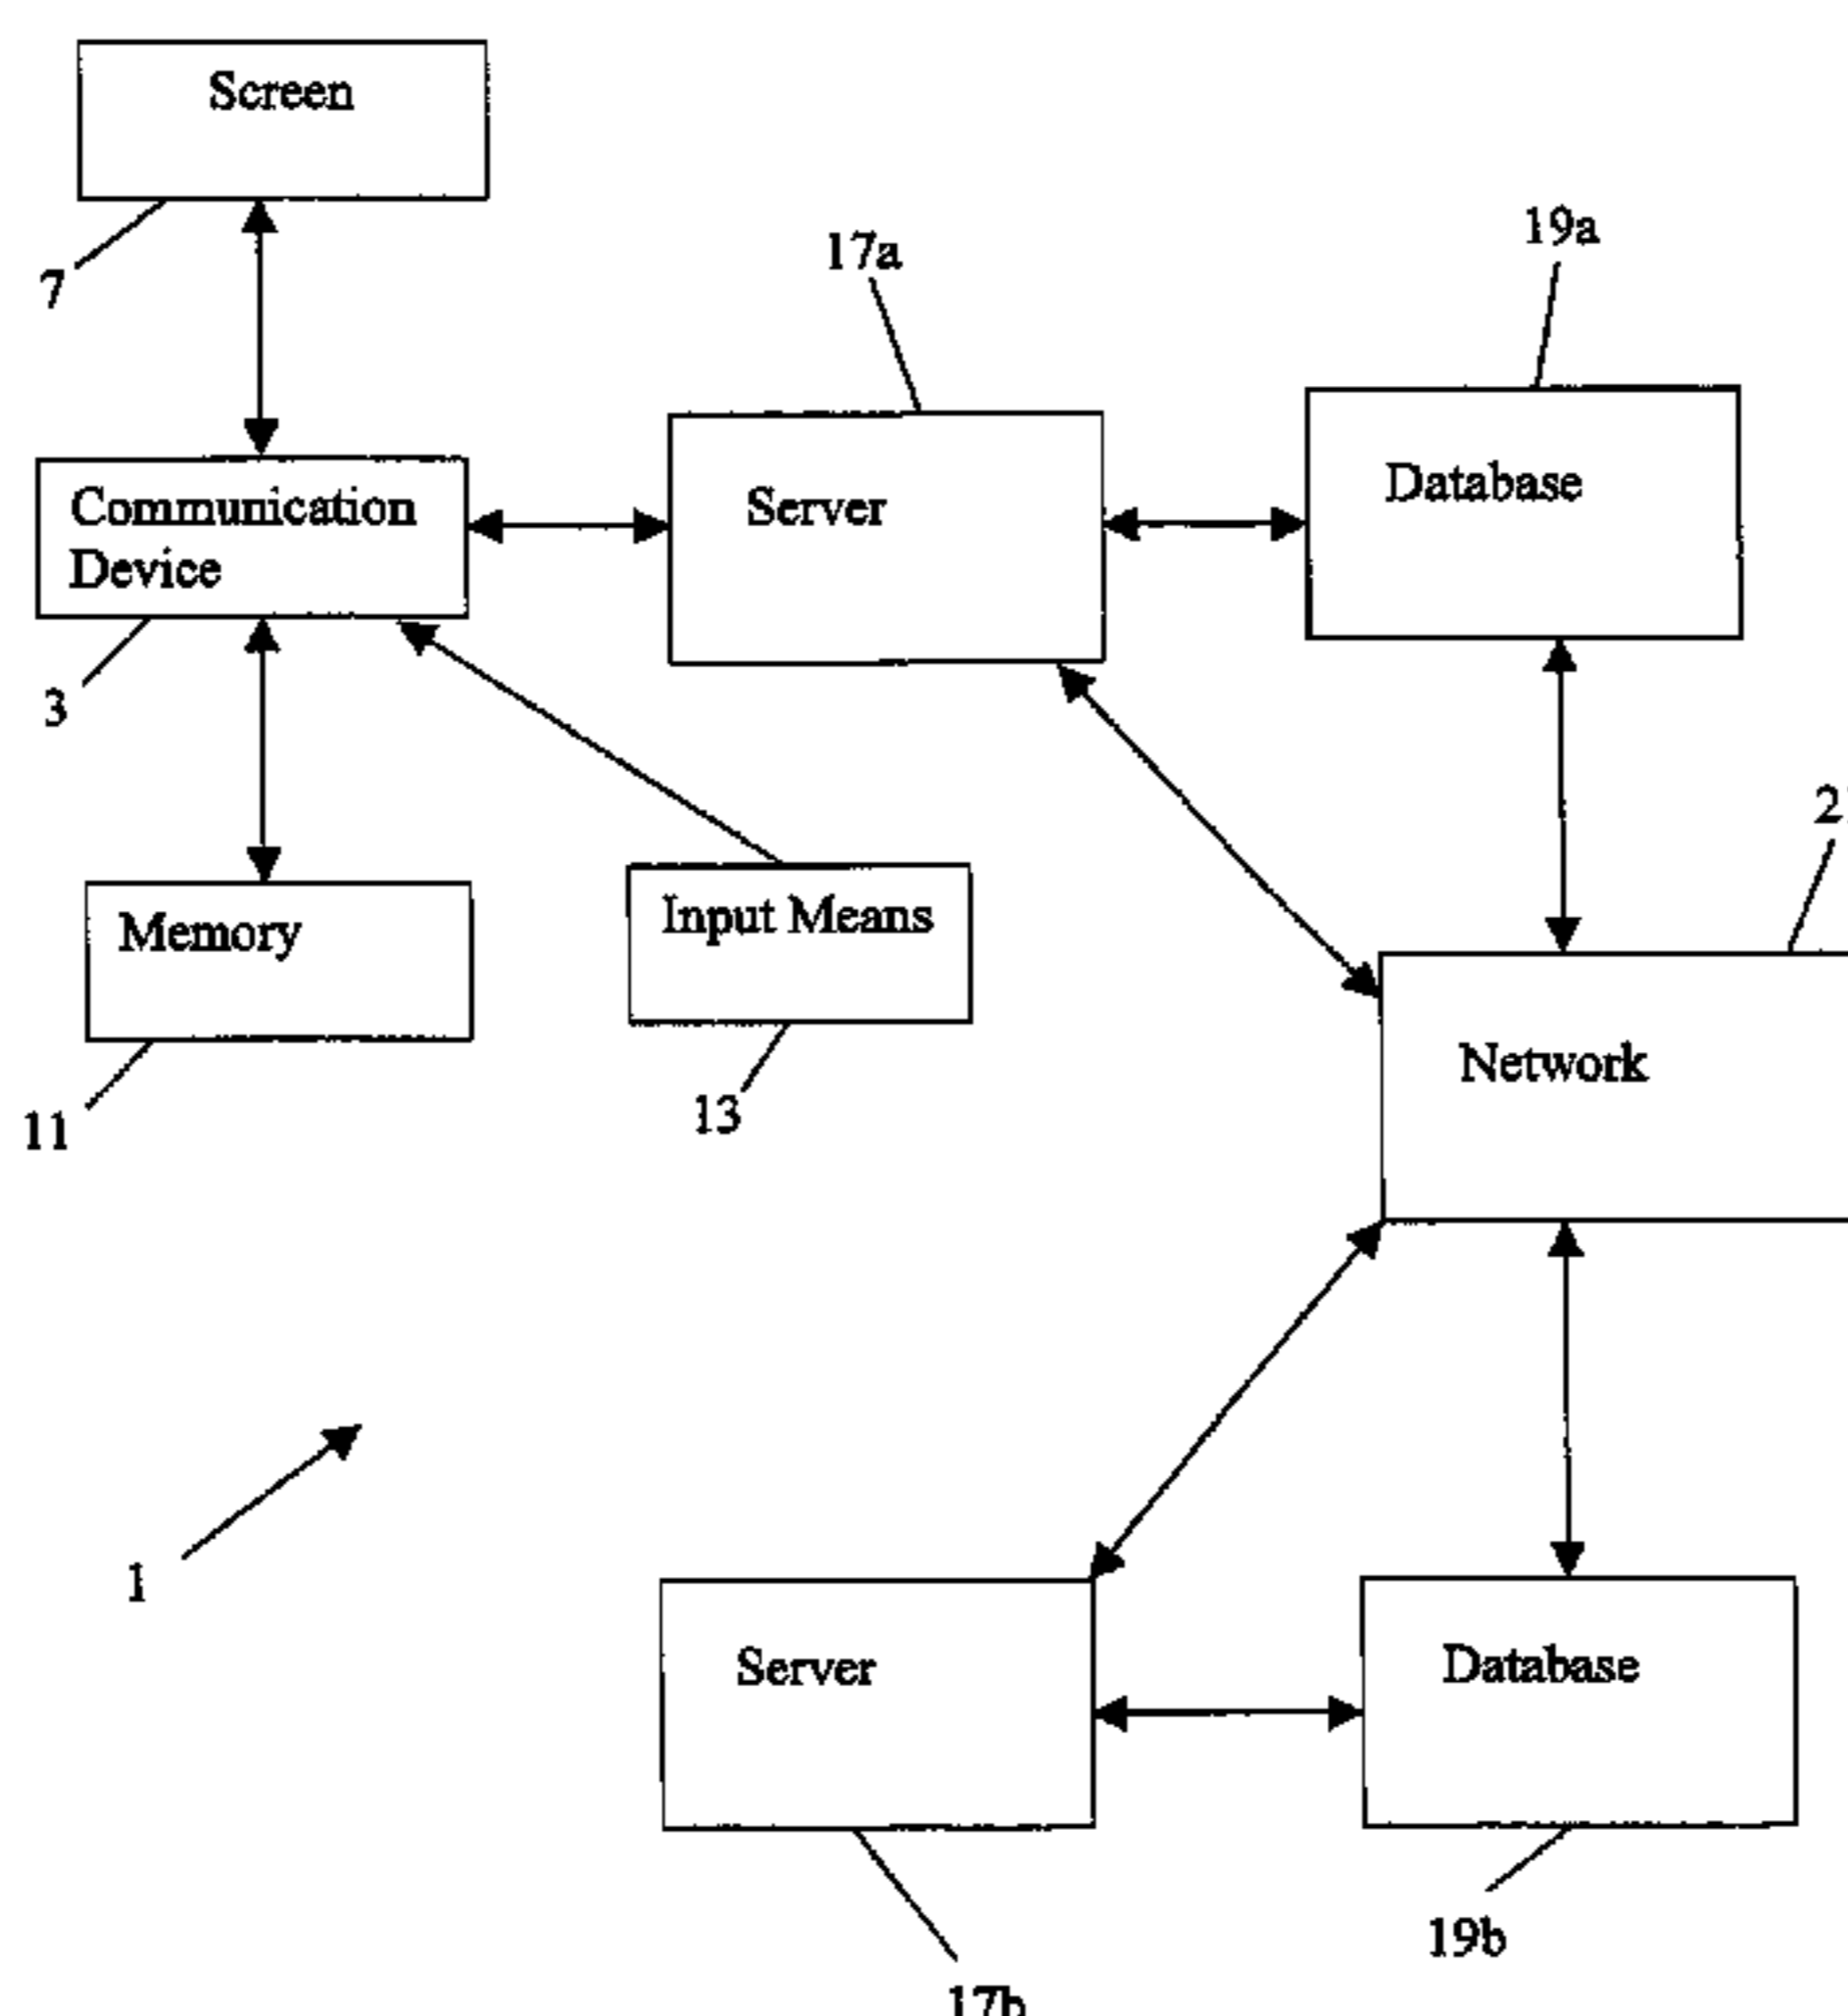 Screen
7
17a
19a
Communication
Device
Server
Database
3
2
Memory
Input Means
11
13
Network
1
Server
Database
19b
17b